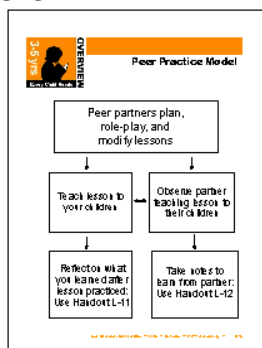 3-5 yrs
OVERVIEW
Peer Practice Model
Peer partners plan,
role-play, and
modify lessons
Teach lesson to
your children
Observe partner
teaching lesson to
their children
Reflect on what
you learned after
lesson practiced:
Use Handout L-11
Take notes to
learn from partner:
Use Handout L-12